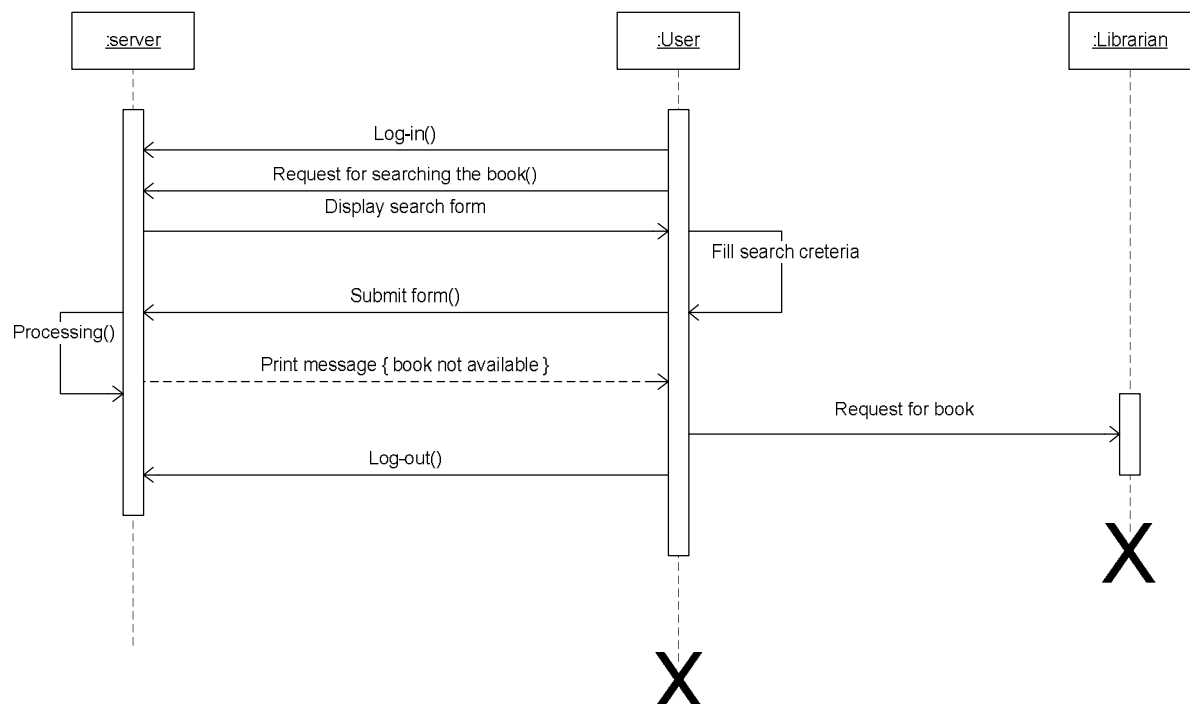 :server
:User
:Librarian
Log-in()
Request for searching the book()
Display search form
Fill search creteria
Submit form()
Processing()
Print message { book not available }
Request for book
Log-out()